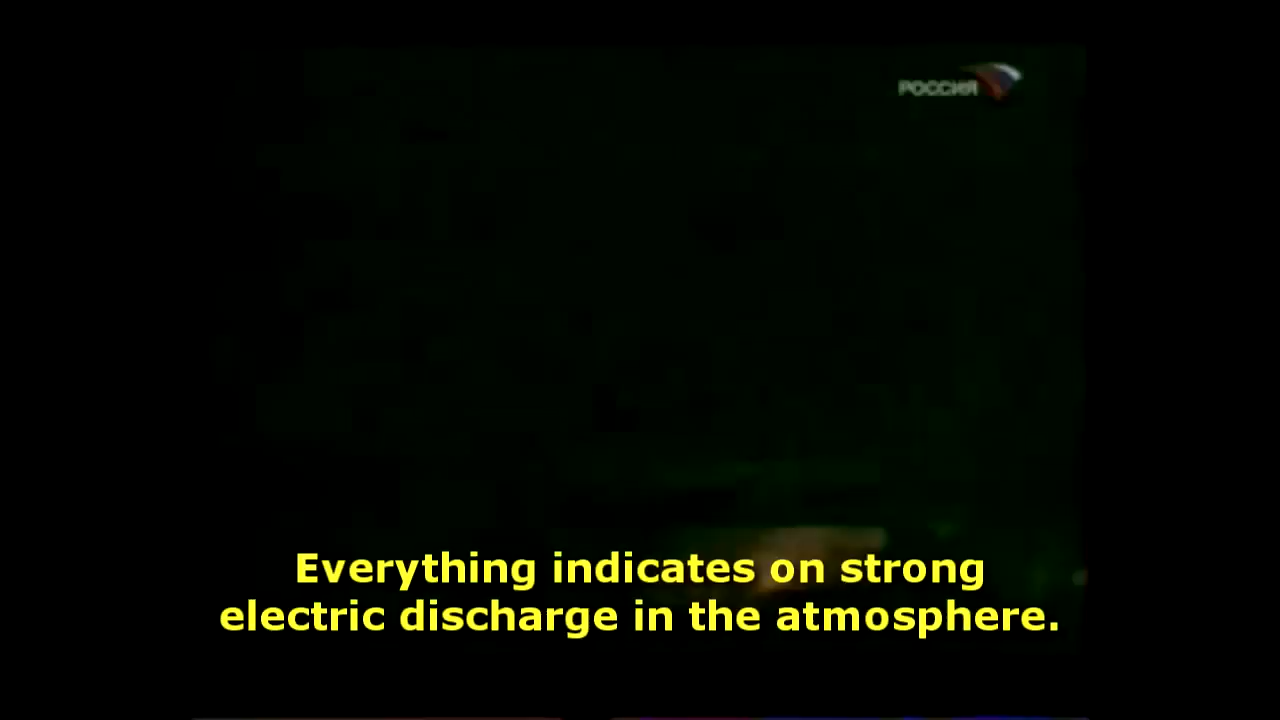 РОССИЯ
Everything indicates on strong
electric discharge in the atmosphere.